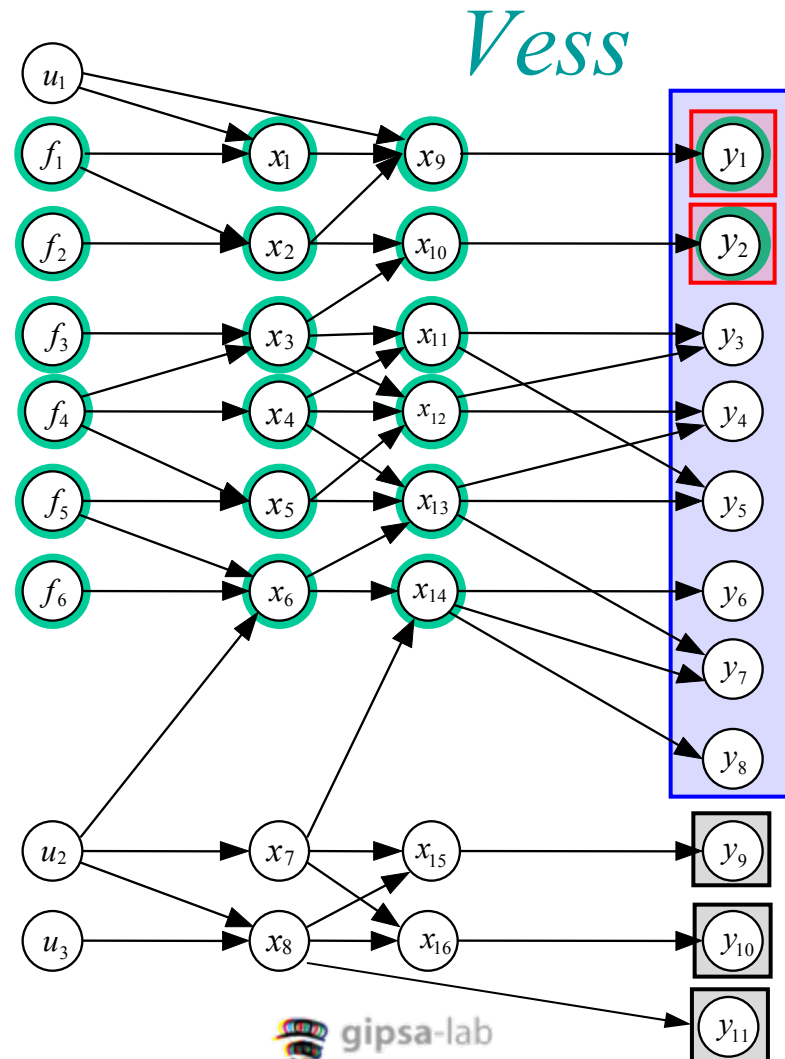 Vess
u1
f1 x1 x9 y1
f2 x2 x10 y2
f3 x3 x11 y3
f4 x4 x12 y4
f5 x5 x13 y5
f6 x6 x14 y6
y7
y8
u2 x7 x15 y9
u3 x8 x16 y10
y11
gipsa-lab